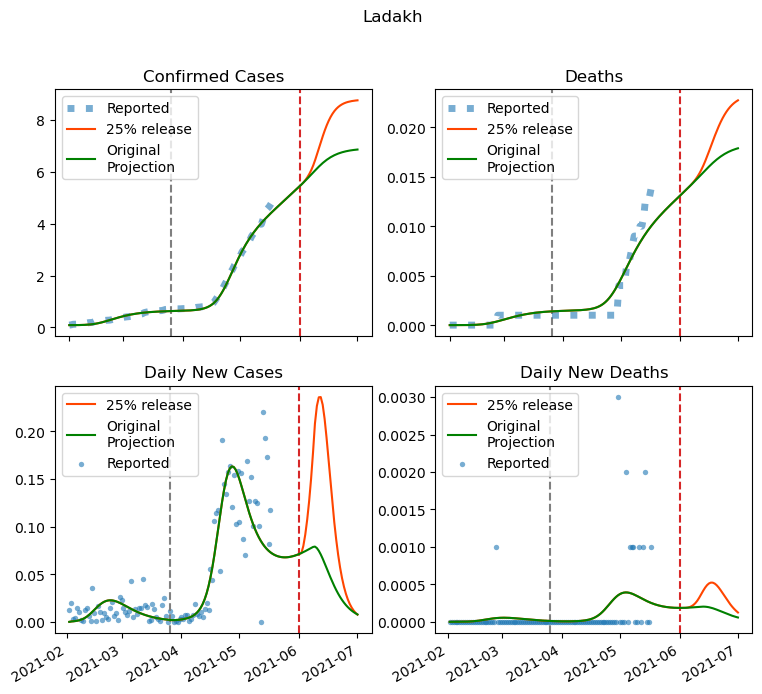 Ladakh
Confirmed Cases
Reported
25% release
Original
Projection
8
6
4
2
0
Deaths
Reported
25% release
Original
Projection
0.020
0.015
0.010
0.005
0.000
Daily New Cases
25% release
Original
Projection
Reported
0.20
0.15
0.10
0.05
0.00
2021-02
2021-03
2021-04
2021-05
2021-06
2021-07
Daily New Deaths
25% release
Original
Projection
Reported
0.0030
0.0025
0.0020
0.0015
0.0010
0.0005
0.0000
2021-02
2021-03
2021-04
2021-05
2021-06
2021-07